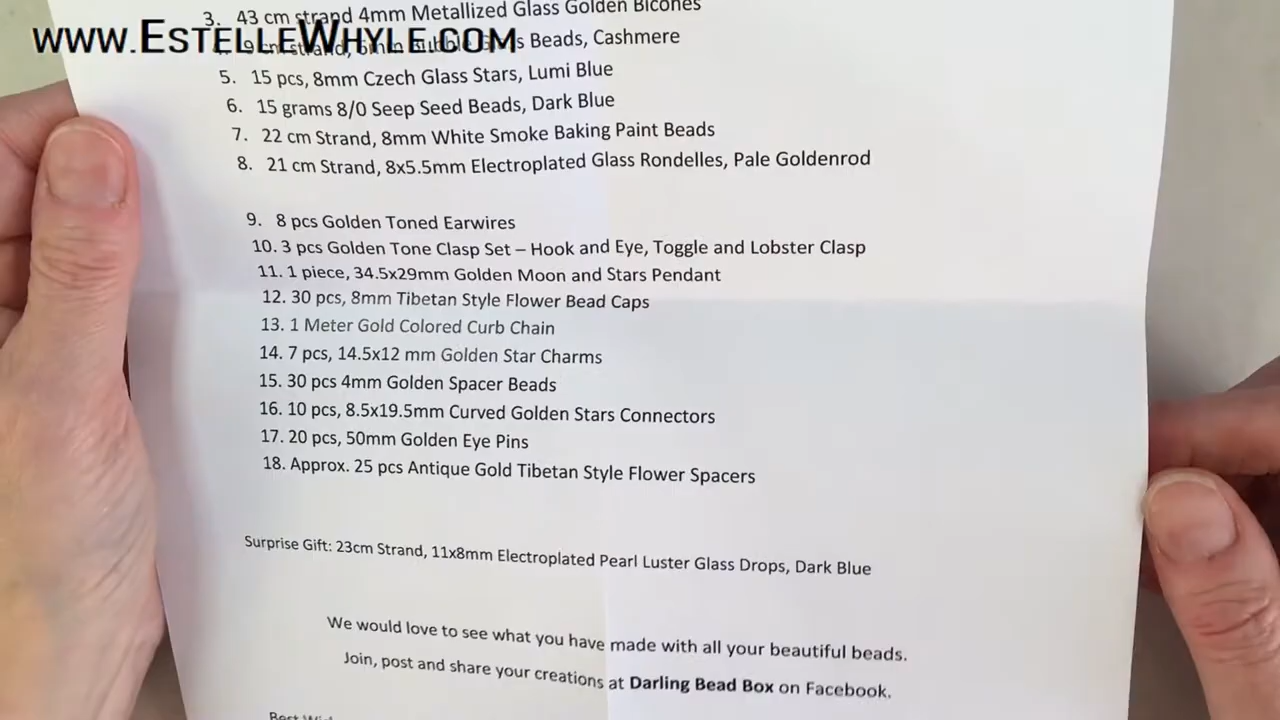 3. 43 cm strand 4mm Metallized Glass Golden Bicones
www.EstelleWhyle.com
9 cm strand, 6mm Bubble Glass Beads, Cashmere
5. 15 pcs, 8mm Czech Glass Stars, Lumi Blue
6. 15 grams 8/0 Seep Seed Beads, Dark Blue
7. 22 cm Strand, 8mm White Smoke Baking Paint Beads
8. 21 cm Strand, 8x5.5mm Electroplated Glass Rondelles, Pale Goldenrod
9. 8 pcs Golden Toned Earwires
10. 3 pcs Golden Tone Clasp Set – Hook and Eye, Toggle and Lobster Clasp
11. 1 piece, 34.5x29mm Golden Moon and Stars Pendant
12. 30 pcs, 8mm Tibetan Style Flower Bead Caps
13. 1 Meter Gold Colored Curb Chain
14. 7 pcs, 14.5x12 mm Golden Star Charms
15. 30 pcs 4mm Golden Spacer Beads
16. 10 pcs, 8.5x19.5mm Curved Golden Stars Connectors
17. 20 pcs, 50mm Golden Eye Pins
18. Approx. 25 pcs Antique Gold Tibetan Style Flower Spacers
Surprise Gift: 23cm Strand, 11x8mm Electroplated Pearl Luster Glass Drops, Dark Blue
We would love to see what you have made with all your beautiful beads.
Join, post and share your creations at Darling Bead Box on Facebook.
Best